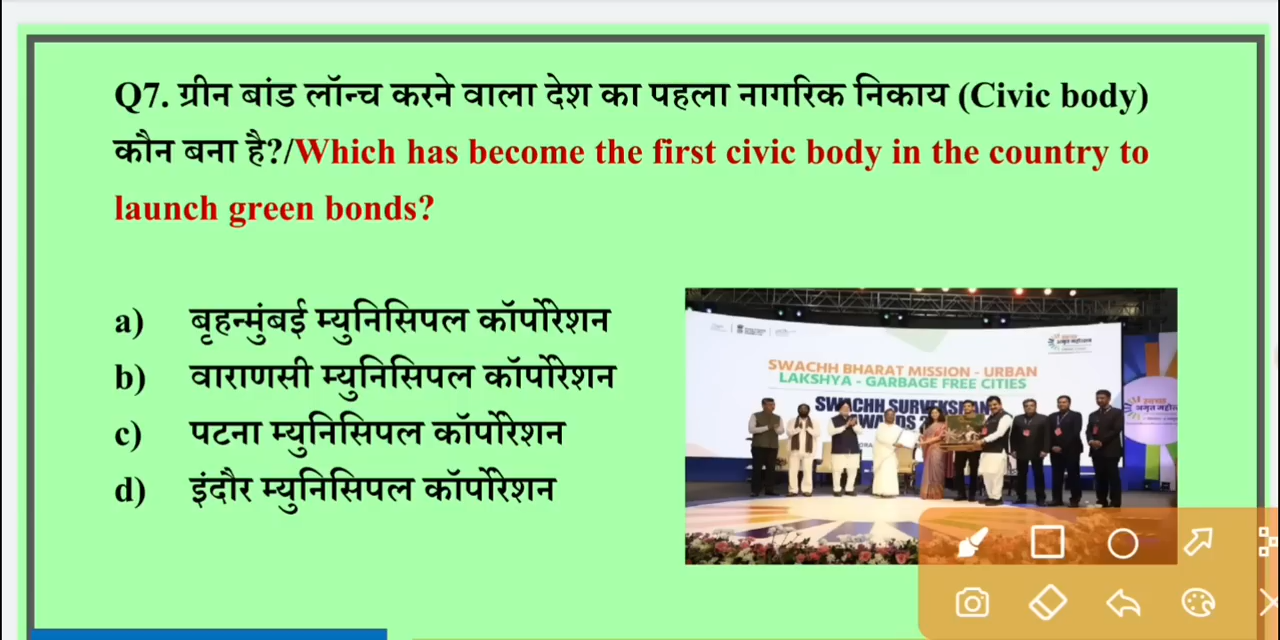 Q7. ग्रीन बांड लॉन्च करने वाला देश का पहला नागरिक निकाय (Civic body)
कौन बना है?/Which has become the first civic body in the country to
launch green bonds?
a) बृहन्मुंबई म्युनिसिपल कॉर्पोरेशन
b) वाराणसी म्युनिसिपल कॉर्पोरेशन
c) पटना म्युनिसिपल कॉर्पोरेशन
d) इंदौर म्युनिसिपल कॉर्पोरेशन
SWACHH BHARAT MISSION - URBAN
LAKSHYA - GARBAGE FREE CITIES